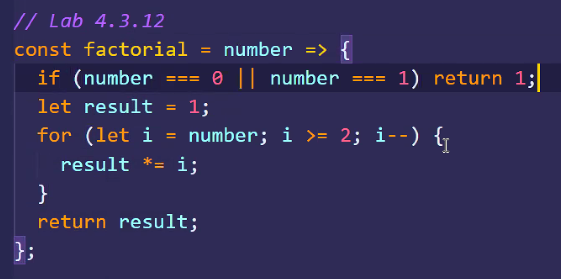 // Lab 4.3.12
const factorial = number => {
if (number === 0 || number === 1) return 1;
let result = 1;
for (let i = number; i >= 2; i--) {
result *= i;
}
return result;
};